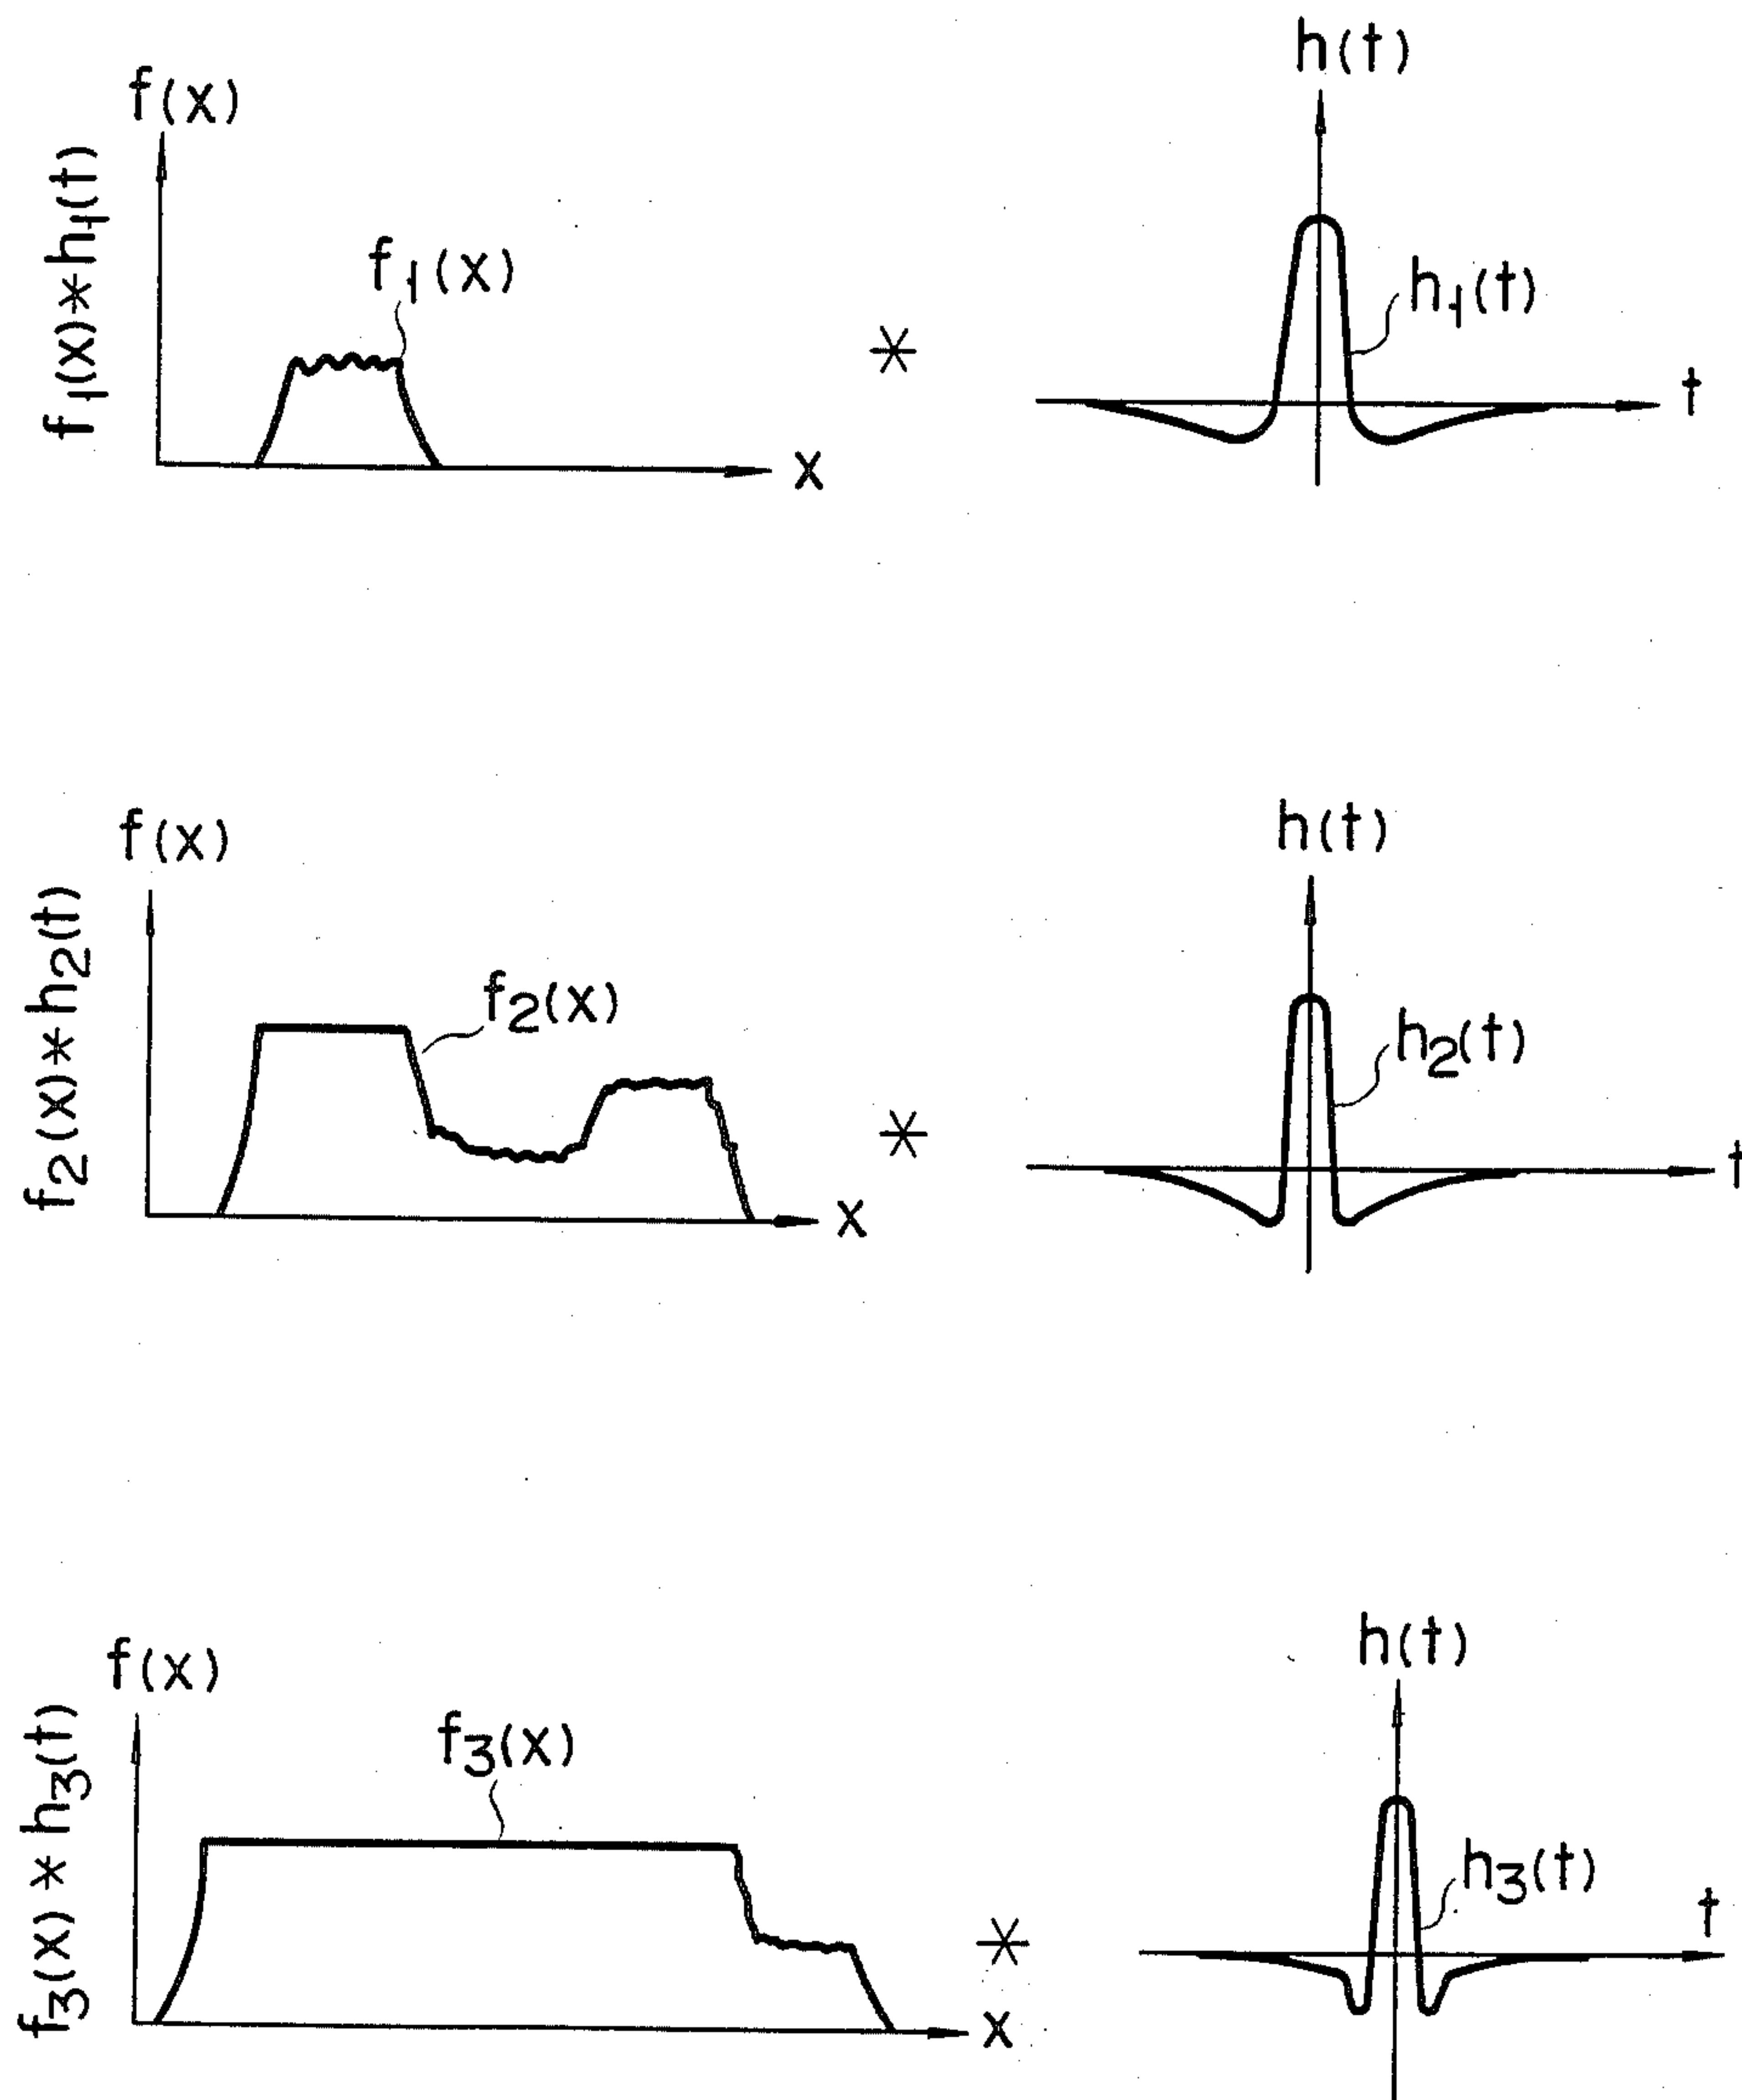 f₁(x)*h₁(t)
f(x)
f₁(x)
x
*
h(t)
h₁(t)
t
f₂(x)*h₂(t)
f(x)
f₂(x)
x
*
h(t)
h₂(t)
t
f₃(x)*h₃(t)
f(x)
f₃(x)
x
*
h(t)
h₃(t)
t